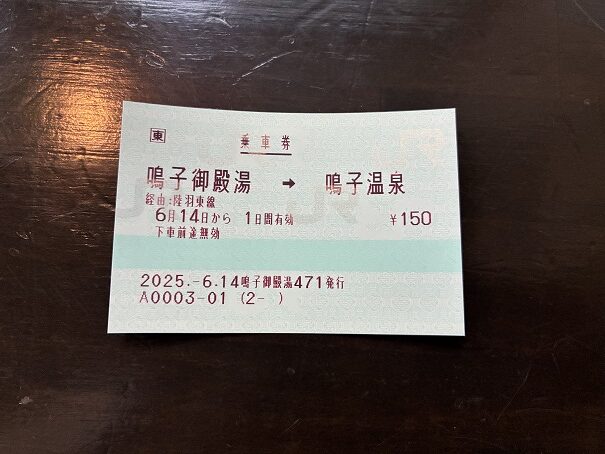 東
乗車券
鳴子御殿湯 → 鳴子温泉
経由:陸羽東線
6月14日から 1日間有効 ¥150
下車前途無効
2025.-6.14鳴子御殿湯471発行
A0003-01 (2- )